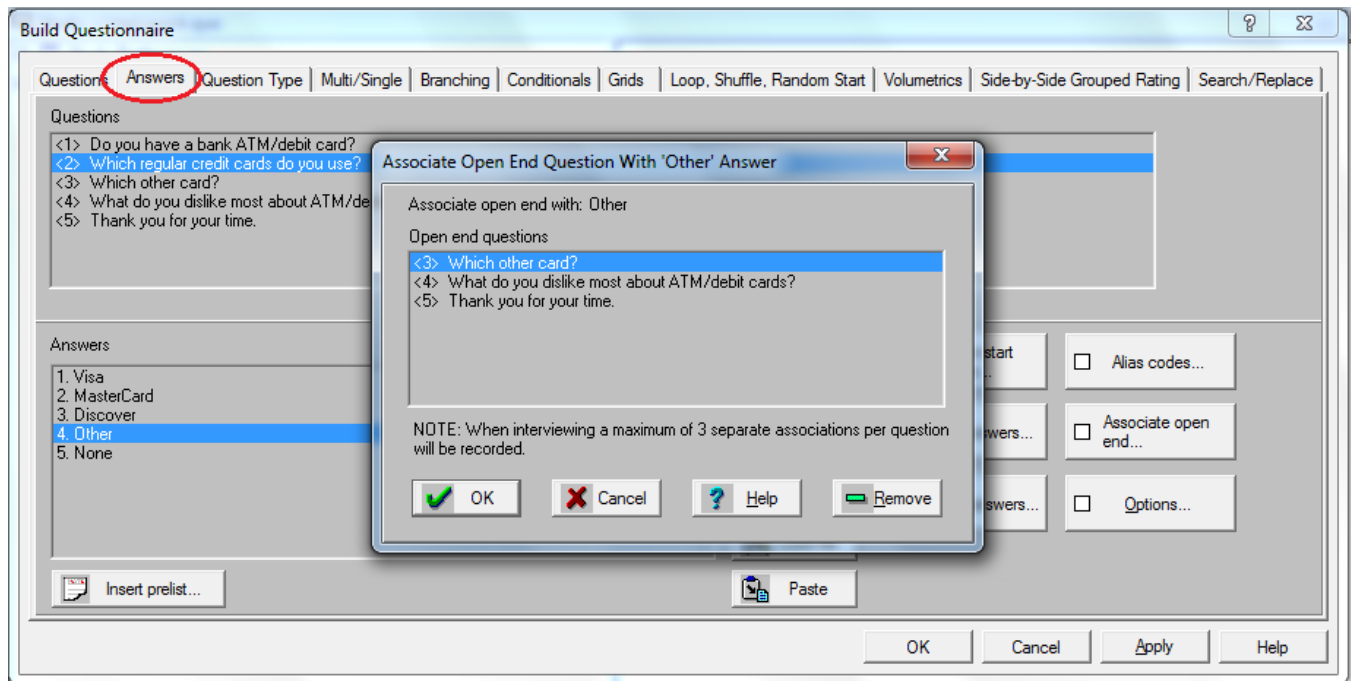 Build Questionnaire
Questions Answers Question Type Multi/Single Branching Conditionals Grids Loop, Shuffle, Random Start Volumetrics Side-by-Side Grouped Rating Search/Replace
Questions
<1> Do you have a bank ATM/debit card?
<2> Which regular credit cards do you use?
<3> Which other card?
<4> What do you dislike most about ATM/de
<5> Thank you for your time.
Associate Open End Question With 'Other' Answer
Associate open end with: Other
Open end questions
<3> Which other card?
<4> What do you dislike most about ATM/debit cards?
<5> Thank you for your time.
NOTE: When interviewing a maximum of 3 separate associations per question
will be recorded.
OK Cancel ? Help Remove
Answers
1. Visa
2. MasterCard
3. Discover
4. Other
5. None
start
..
Alias codes...
wers...
Associate open
end...
swers...
Options...
Insert prelist...
Paste
OK Cancel Apply Help